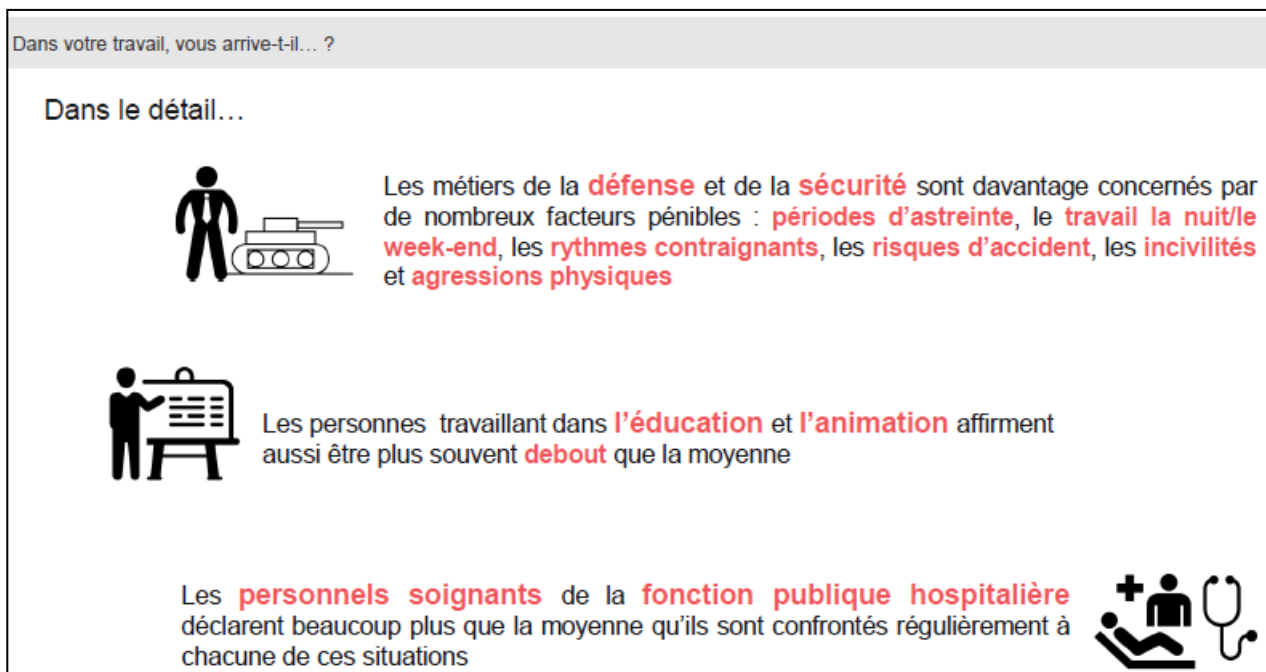 Dans votre travail, vous arrive-t-il… ?
Dans le détail…
Les métiers de la défense et de la sécurité sont davantage concernés par
de nombreux facteurs pénibles : périodes d’astreinte, le travail la nuit/le
week-end, les rythmes contraignants, les risques d’accident, les incivilités
et agressions physiques
Les personnes travaillant dans l’éducation et l’animation affirment
aussi être plus souvent debout que la moyenne
Les personnels soignants de la fonction publique hospitalière
déclarent beaucoup plus que la moyenne qu’ils sont confrontés régulièrement à
chacune de ces situations